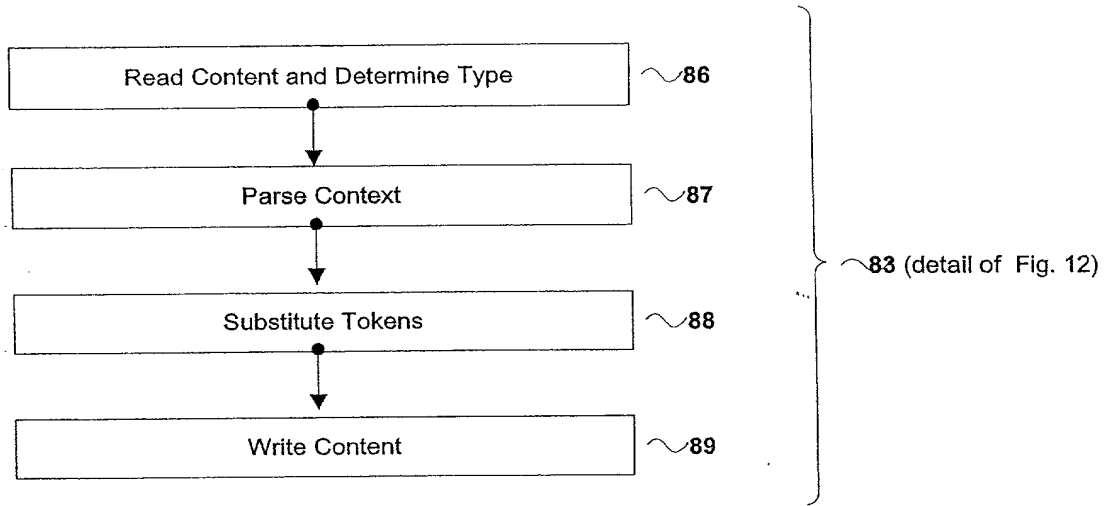 Read Content and Determine Type 86
Parse Context 87
83 (detail of Fig. 12)
Substitute Tokens 88
Write Content 89